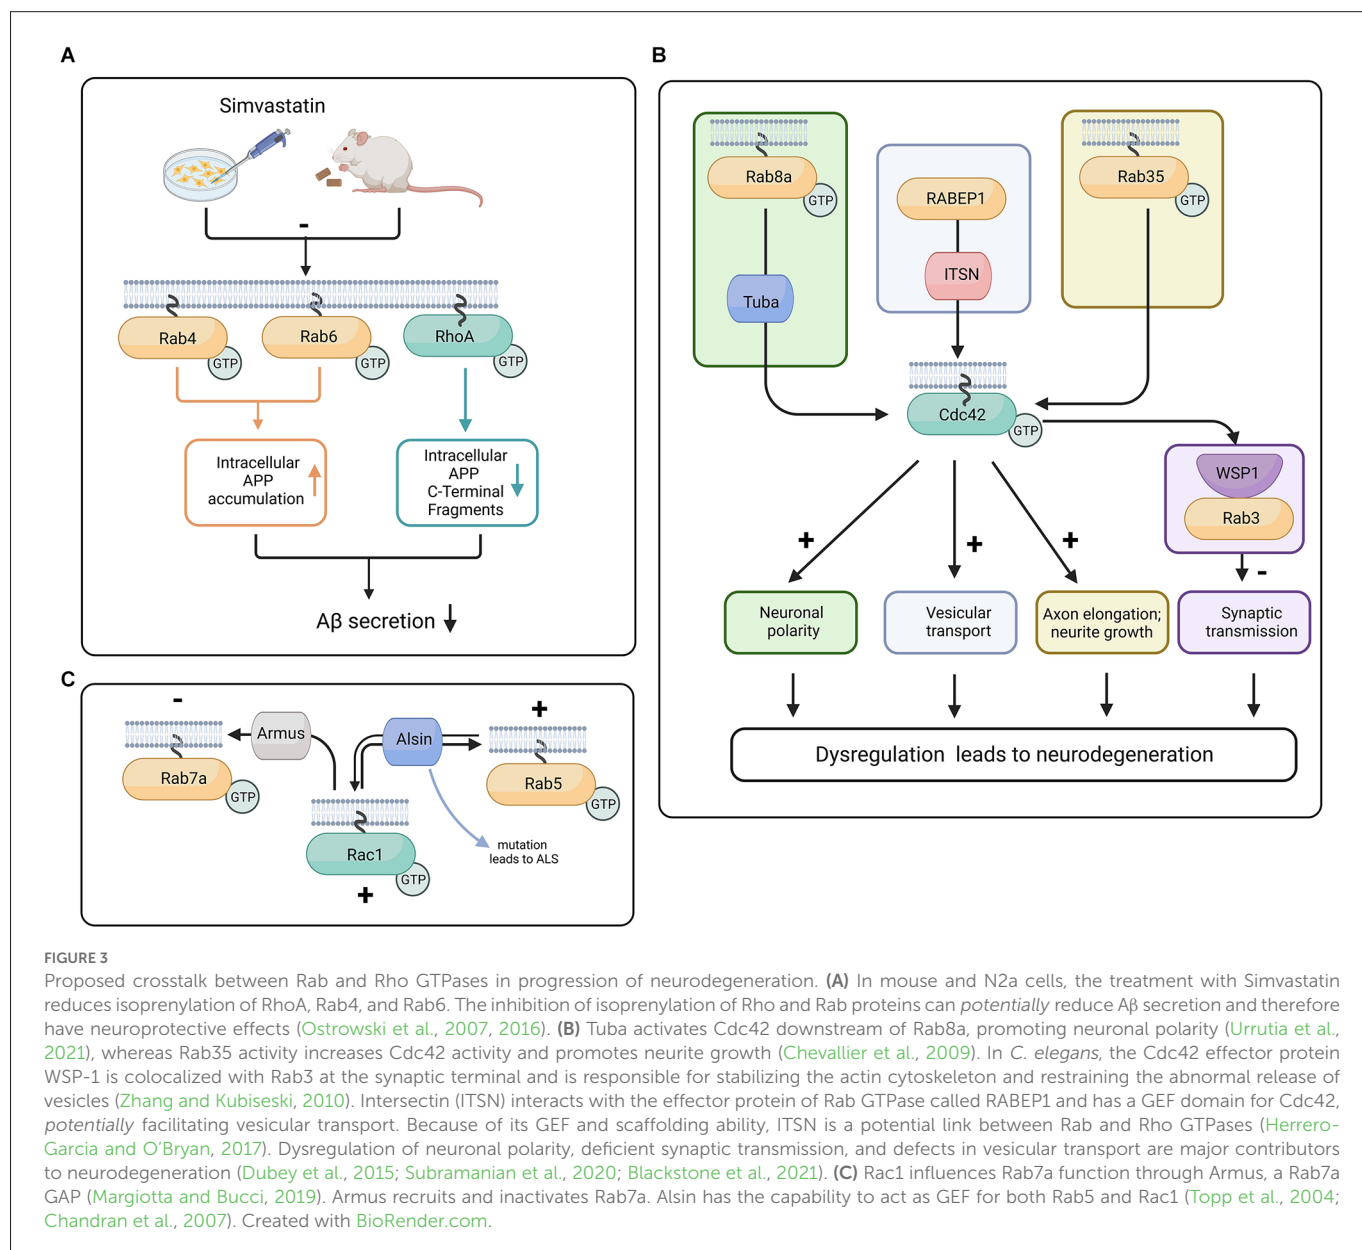 A
Simvastatin
-
Rab4
GTP
Rab6
GTP
RhoA
GTP
Intracellular
APP
accumulation
Intracellular
APP
C-Terminal
Fragments
Aβ secretion
B
Rab8a
GTP
Tuba
RABEP1
ITSN
Rab35
GTP
Cdc42
GTP
WSP1
Rab3
+
+
+
-
Neuronal
polarity
Vesicular
transport
Axon elongation;
neurite growth
Synaptic
transmission
Dysregulation leads to neurodegeneration
C
-
Armus
Alsin
+
Rab7a
GTP
Rab5
GTP
Rac1
GTP
+
mutation
leads to ALS
FIGURE 3
Proposed crosstalk between Rab and Rho GTPases in progression of neurodegeneration. (A) In mouse and N2a cells, the treatment with Simvastatin
reduces isoprenylation of RhoA, Rab4, and Rab6. The inhibition of isoprenylation of Rho and Rab proteins can potentially reduce Aβ secretion and therefore
have neuroprotective effects (Ostrowski et al., 2007, 2016). (B) Tuba activates Cdc42 downstream of Rab8a, promoting neuronal polarity (Urrutia et al.,
2021), whereas Rab35 activity increases Cdc42 activity and promotes neurite growth (Chevallier et al., 2009). In C. elegans, the Cdc42 effector protein
WSP-1 is colocalized with Rab3 at the synaptic terminal and is responsible for stabilizing the actin cytoskeleton and restraining the abnormal release of
vesicles (Zhang and Kubiseski, 2010). Intersectin (ITSN) interacts with the effector protein of Rab GTPase called RABEP1 and has a GEF domain for Cdc42,
potentially facilitating vesicular transport. Because of its GEF and scaffolding ability, ITSN is a potential link between Rab and Rho GTPases (Herrero-
Garcia and O’Bryan, 2017). Dysregulation of neuronal polarity, deficient synaptic transmission, and defects in vesicular transport are major contributors
to neurodegeneration (Dubey et al., 2015; Subramanian et al., 2020; Blackstone et al., 2021). (C) Rac1 influences Rab7a function through Armus, a Rab7a
GAP (Margiotta and Bucci, 2019). Armus recruits and inactivates Rab7a. Alsin has the capability to act as GEF for both Rab5 and Rac1 (Topp et al., 2004;
Chandran et al., 2007). Created with BioRender.com.